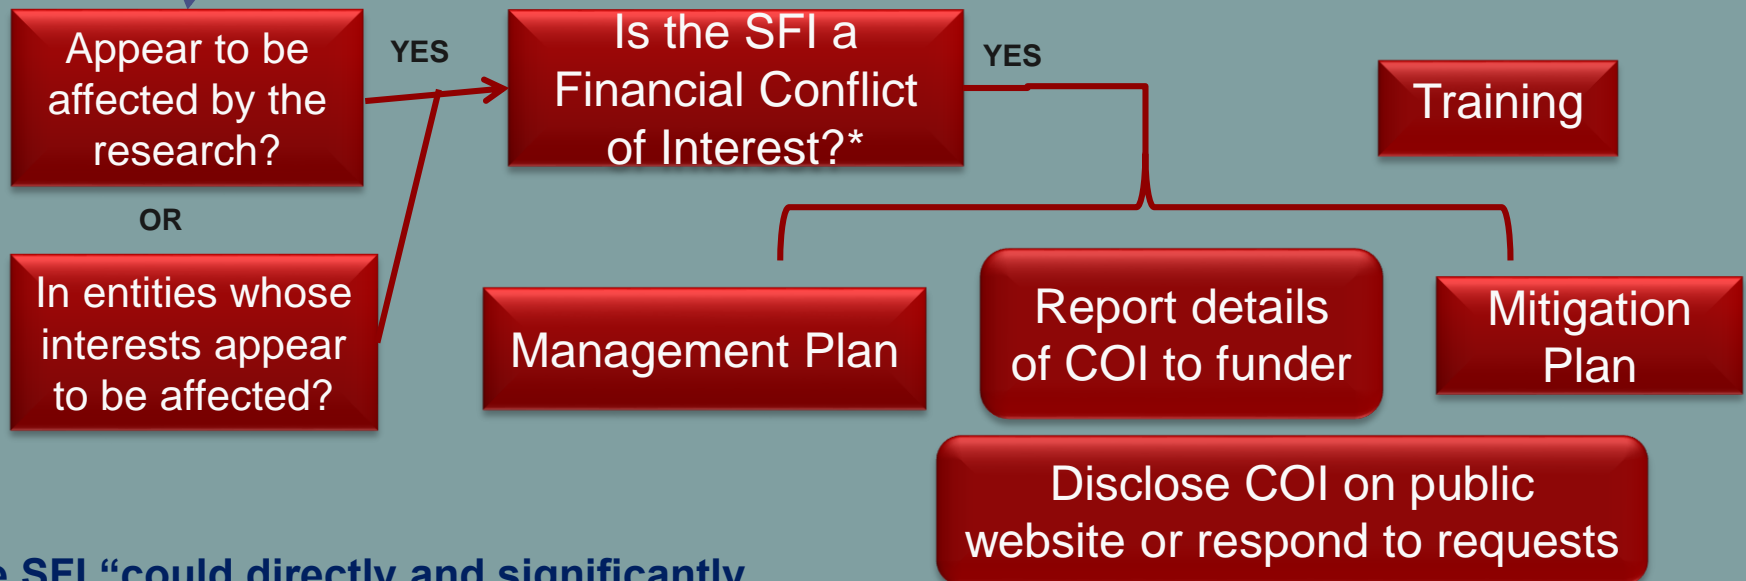 Appear to be
affected by the
research?
YES
Is the SFI a
Financial Conflict
of Interest?*
YES
Training
OR
In entities whose
interests appear
to be affected?
Management Plan
Report details
of COI to funder
Mitigation
Plan
Disclose COI on public
website or respond to requests
SFI “could directly and significantly